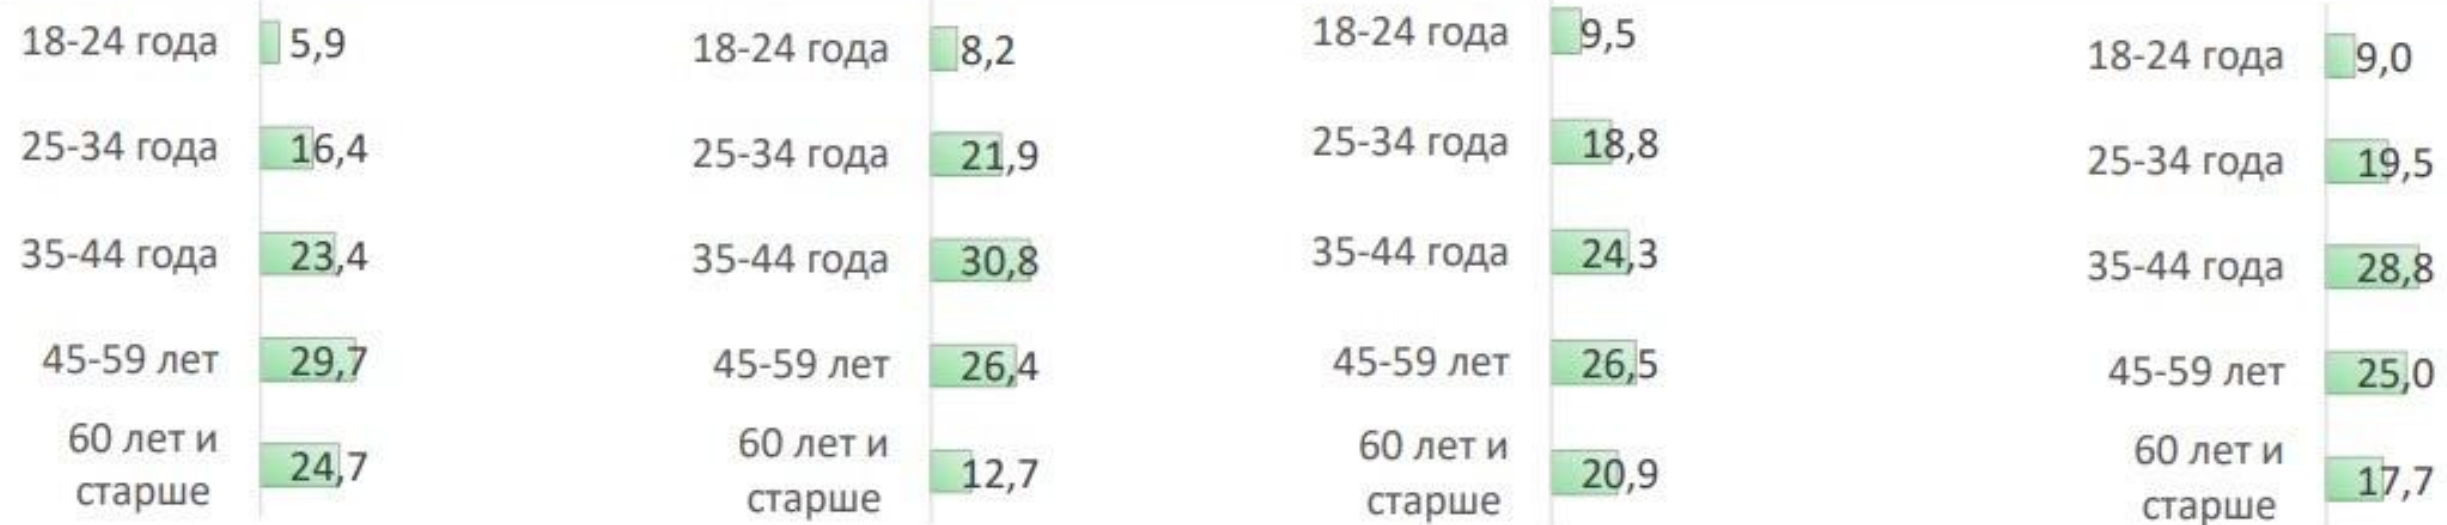 18-24 года 5,9
25-34 года 16,4
35-44 года 23,4
45-59 лет 29,7
60 лет и
старше 24,7
18-24 года 8,2
25-34 года 21,9
35-44 года 30,8
45-59 лет 26,4
60 лет и
старше 12,7
18-24 года 9,5
25-34 года 18,8
35-44 года 24,3
45-59 лет 26,5
60 лет и
старше 20,9
18-24 года 9,0
25-34 года 19,5
35-44 года 28,8
45-59 лет 25,0
60 лет и
старше 17,7